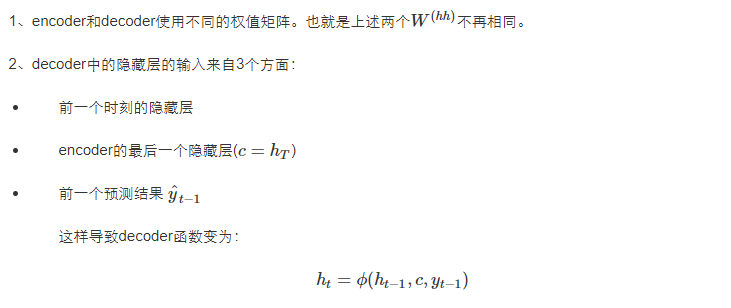 1、encoder和decoder使用不同的权值矩阵。也就是上述两个$W^{(hh)}$不再相同。
2、decoder中的隐藏层的输入来自3个方面：
• 前一个时刻的隐藏层
• encoder的最后一个隐藏层($c = h_T$)
• 前一个预测结果 $\hat{y}_{t-1}$
这样导致decoder函数变为：
$h_t = \phi(h_{t-1}, c, y_{t-1})$